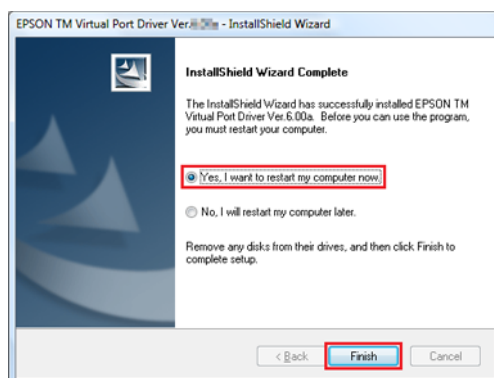 EPSON TM Virtual Port Driver Ver. - InstallShield Wizard
InstallShield Wizard Complete
The InstallShield Wizard has successfully installed EPSON TM
Virtual Port Driver Ver.6.00a. Before you can use the program,
you must restart your computer.
Yes, I want to restart my computer now.
No, I will restart my computer later.
Remove any disks from their drives, and then click Finish to
complete setup.
< Back Finish Cancel